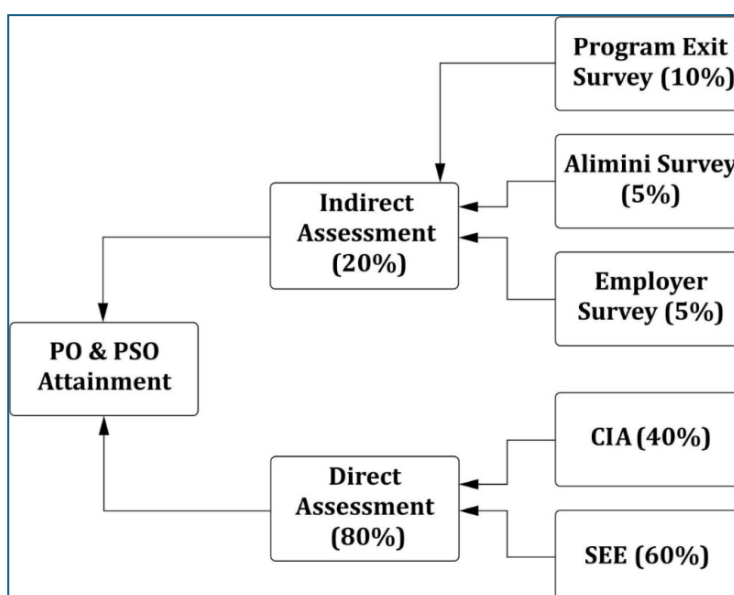 Program Exit
Survey (10%)
Alimini Survey
(5%)
Indirect
Assessment
(20%)
Employer
Survey (5%)
PO & PSO
Attainment
CIA (40%)
Direct
Assessment
(80%)
SEE (60%)